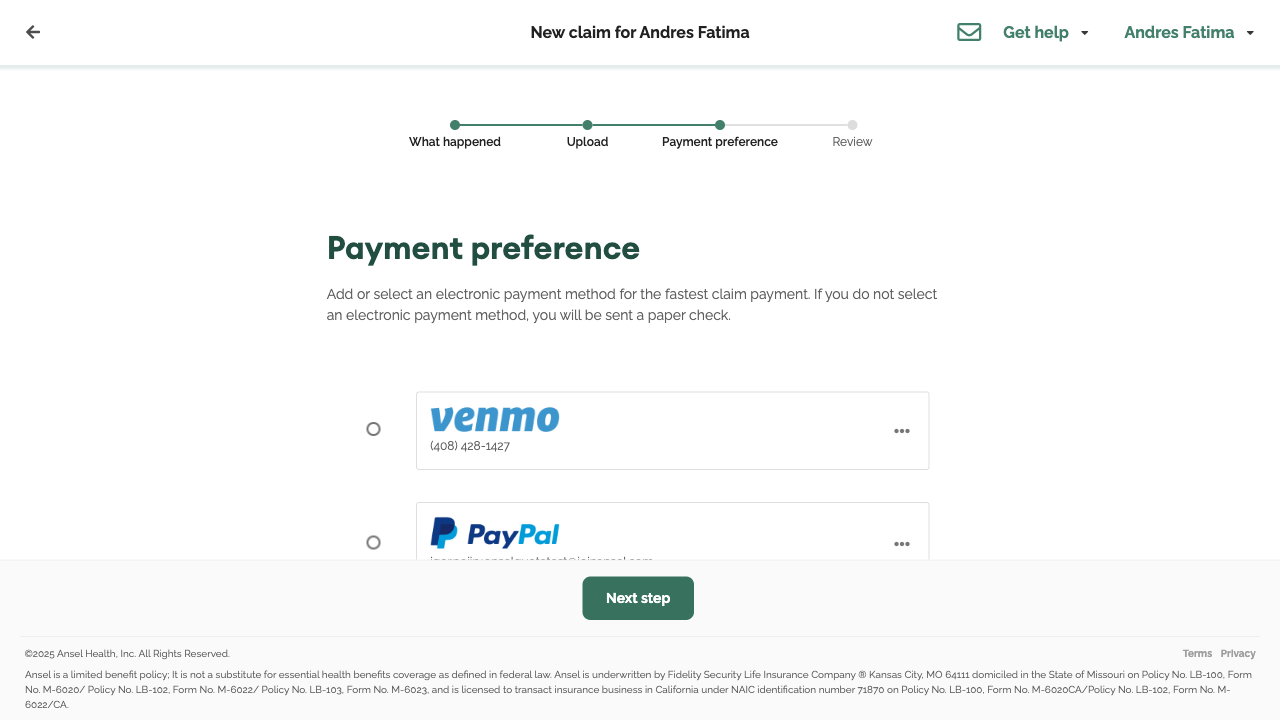 New claim for Andres Fatima
Get help
Andres Fatima
What happened
Upload
Payment preference
Review
Payment preference
Add or select an electronic payment method for the fastest claim payment. If you do not select
an electronic payment method, you will be sent a paper check.
venmo
(408) 428-1427
PayPal
Next step
©2025 Ansel Health, Inc. All Rights Reserved.
Terms
Privacy
Ansel is a limited benefit policy; It is not a substitute for essential health benefits coverage as defined in federal law. Ansel is underwritten by Fidelity Security Life Insurance Company ® Kansas City, MO 64111 domiciled in the State of Missouri on Policy No. LB-100, Form
No. M-6020/ Policy No. LB-102, Form No. M-6022/ Policy No. LB-103, Form No. M-6023, and is licensed to transact insurance business in California under NAIC identification number 71870 on Policy No. LB-100, Form No. M-6020CA/Policy No. LB-102, Form No. M-
6022/CA.